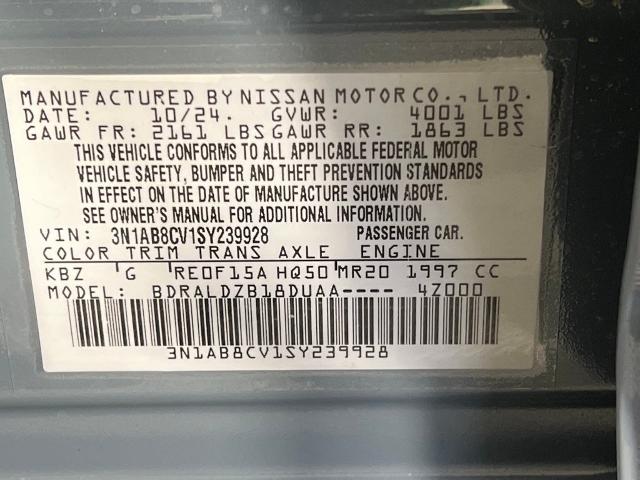 MANUFACTURED BY NISSAN MOTOR CO., LTD.
DATE: 10/24. GVWR: 4001 LBS
GAWR FR: 2161 LBS GAWR RR: 1863 LBS
THIS VEHICLE CONFORMS TO ALL APPLICABLE FEDERAL MOTOR
VEHICLE SAFETY, BUMPER AND THEFT PREVENTION STANDARDS
IN EFFECT ON THE DATE OF MANUFACTURE SHOWN ABOVE.
SEE OWNER'S MANUAL FOR ADDITIONAL INFORMATION.
VIN: 3N1AB8CV1SY239928 PASSENGER CAR.
COLOR TRIM TRANS AXLE ENGINE
KBZ G RE0F15A HQ50 MR20 1997 CC
MODEL: BDRALDZB18DUAA---- 4Z000
3N1AB8CV1SY239928